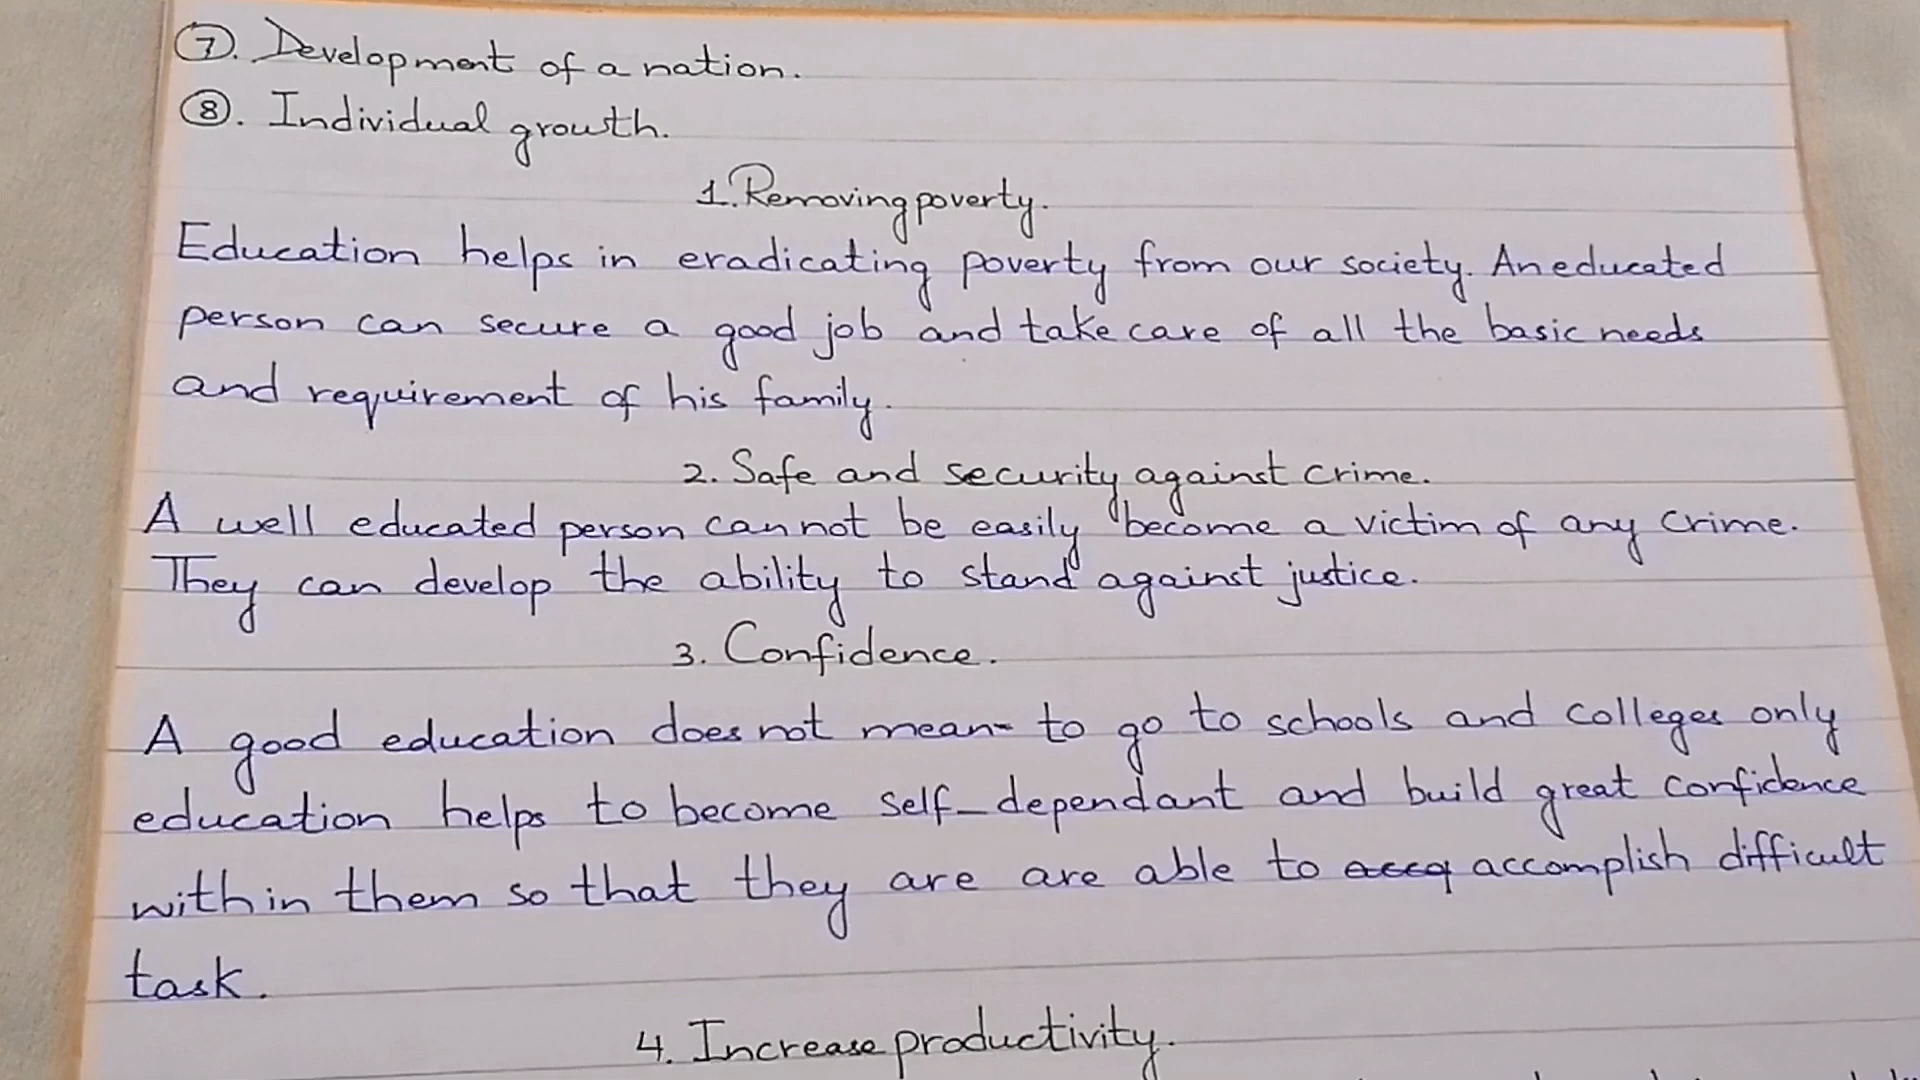 ⑦. Development of a nation.
⑧. Individual growth.
1. Removing poverty.
Education helps in eradicating poverty from our society. An educated
person can secure a good job and take care of all the basic needs
and requirement of his family.
2. Safe and security against crime.
A well educated person cannot be easily become a victim of any crime.
They can develop the ability to stand against justice.
3. Confidence.
A good education does not mean to go to schools and colleges only
education helps to become self-dependant and build great confidence
within them so that they are are able to accomplish difficult
task.
4. Increase productivity.